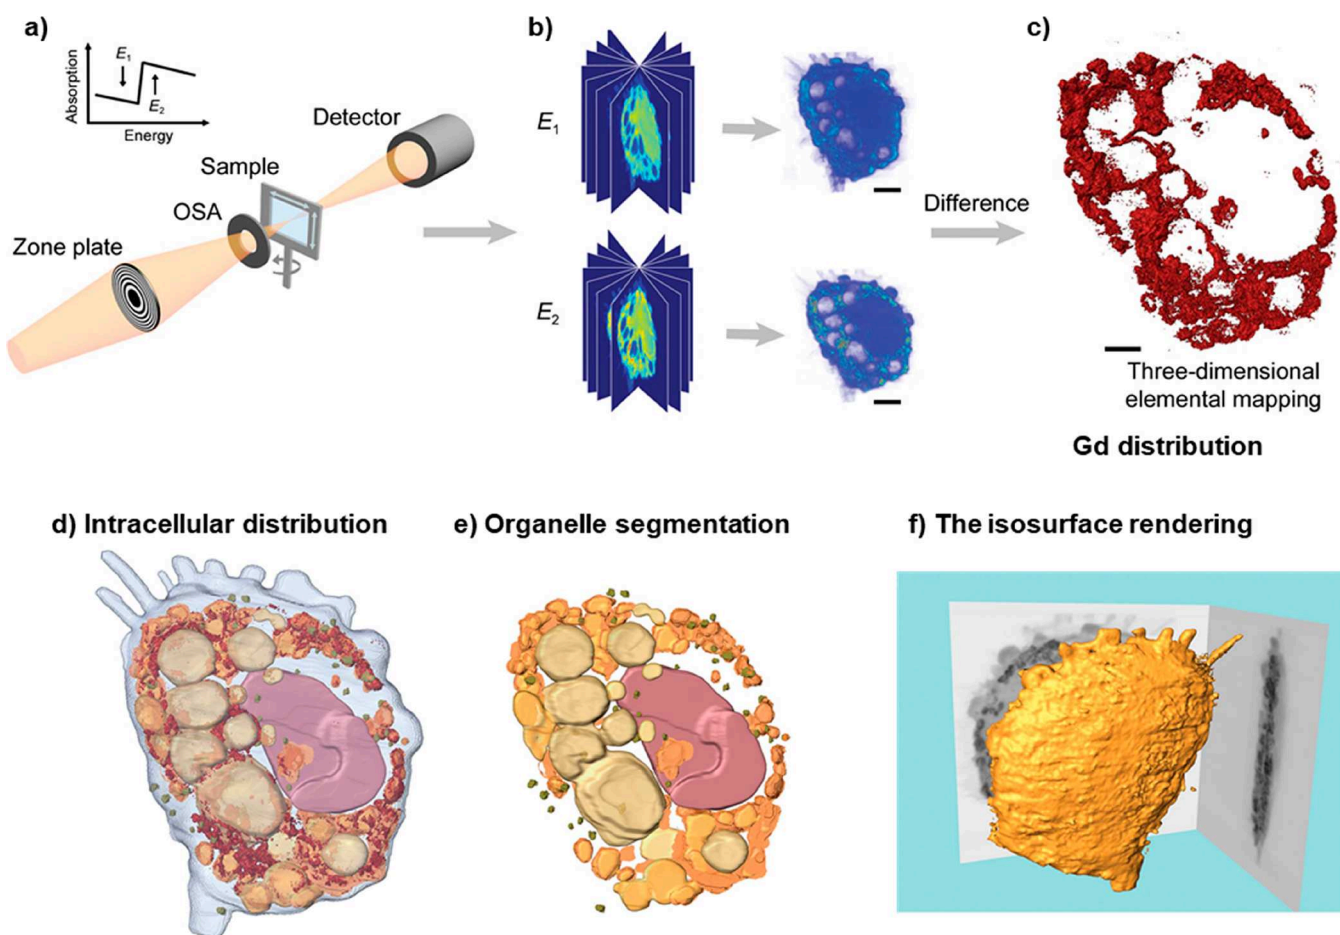 a)
Absorption
E1
E2
Energy
Detector
Sample
OSA
Zone plate
b)
E1
E2
Difference
c)
Three-dimensional
elemental mapping
Gd distribution
d) Intracellular distribution
e) Organelle segmentation
f) The isosurface rendering